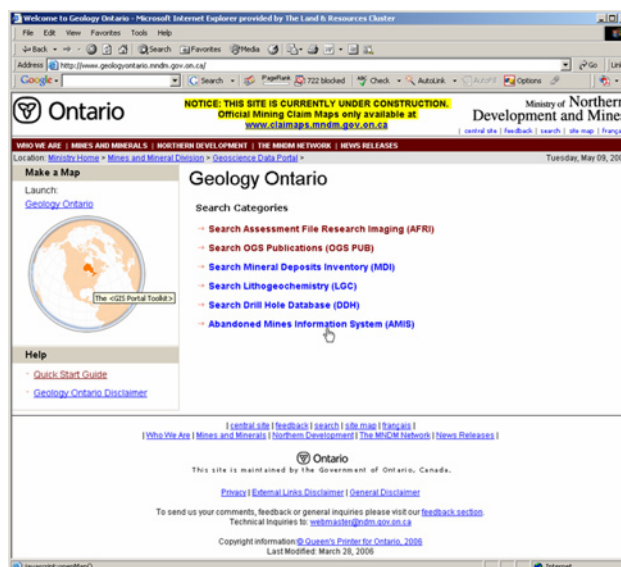 Welcome to Geology Ontario - Microsoft Internet Explorer provided by The Land & Resources Cluster
File Edit View Favorites Tools Help
Back Search Favorites Media
Address http://www.geologyontario.mndm.gov.on.ca/ Go
Google Search PageRank 722 blocked Check AutoLink AutoFill Options
Ontario
NOTICE: THIS SITE IS CURRENTLY UNDER CONSTRUCTION.
Official Mining Claim Maps only available at
www.claimaps.mndm.gov.on.ca
Ministry of Northern
Development and Mines
central site | feedback | search | site map | frança
WHO WE ARE | MINES AND MINERALS | NORTHERN DEVELOPMENT | THE MNDM NETWORK | NEWS RELEASES
Location: Ministry Home > Mines and Mineral Division > Geoscience Data Portal >
Tuesday, May 09, 200
Make a Map
Launch:
Geology Ontario
The <GIS Portal Toolkit>
Help
Quick Start Guide
Geology Ontario Disclaimer
Geology Ontario
Search Categories
Search Assessment File Research Imaging (AFRI)
Search OGS Publications (OGS PUB)
Search Mineral Deposits Inventory (MDI)
Search Lithogeochemistry (LGC)
Search Drill Hole Database (DDH)
Abandoned Mines Information System (AMIS)
| central site | feedback | search | site map | français |
| Who We Are | Mines and Minerals | Northern Development | The MNDM Network | News Releases |
Ontario
This site is maintained by the Government of Ontario, Canada.
Privacy | External Links Disclaimer | General Disclaimer
To send us your comments, feedback or general inquiries please visit our feedback section.
Technical Inquiries to: webmaster@ndm.gov.on.ca
Copyright information: © Queen's Printer for Ontario, 2006
Last Modified: March 28, 2006
Internet